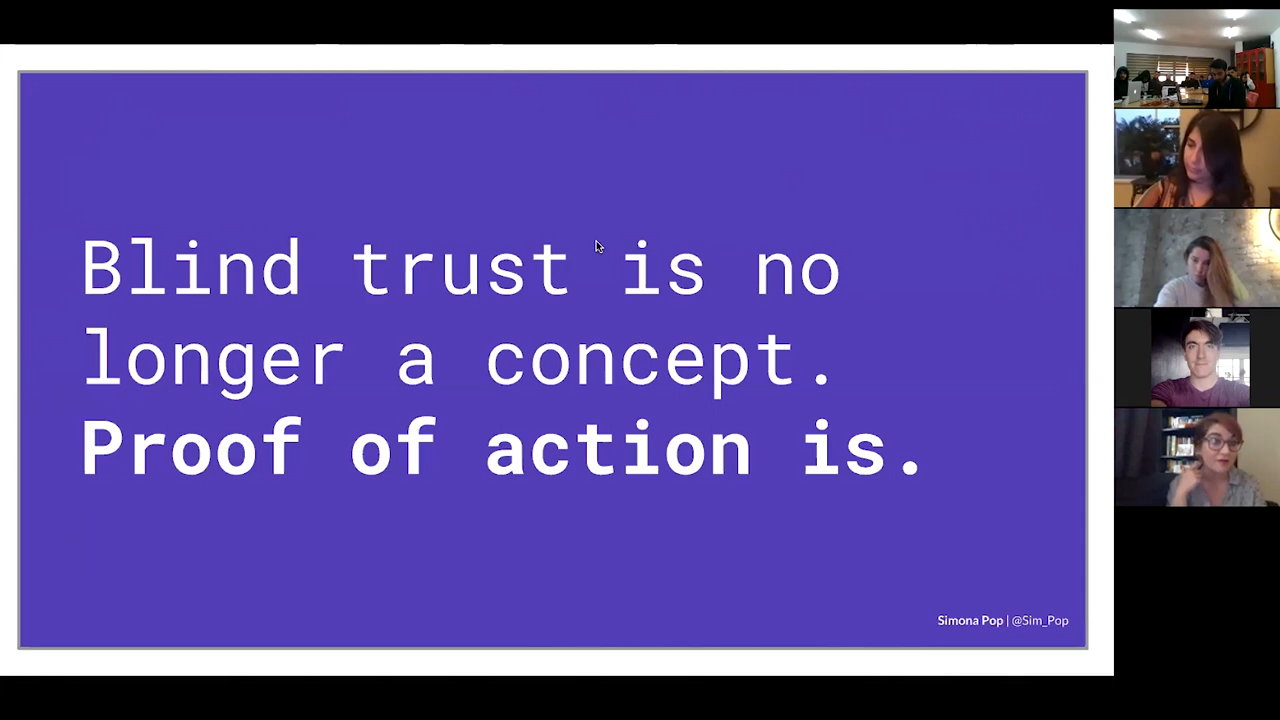 Blind trust is no
longer a concept.
Proof of action is.
Simona Pop | @Sim_Pop